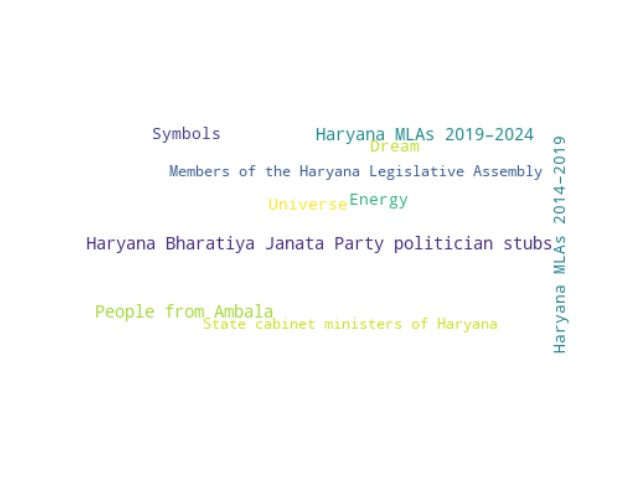 Symbols
Haryana MLAs 2019–2024
Dream
Members of the Haryana Legislative Assembly
Universe
Energy
Haryana Bharatiya Janata Party politician stubs
Haryana MLAs 2014–2019
People from Ambala
State cabinet ministers of Haryana